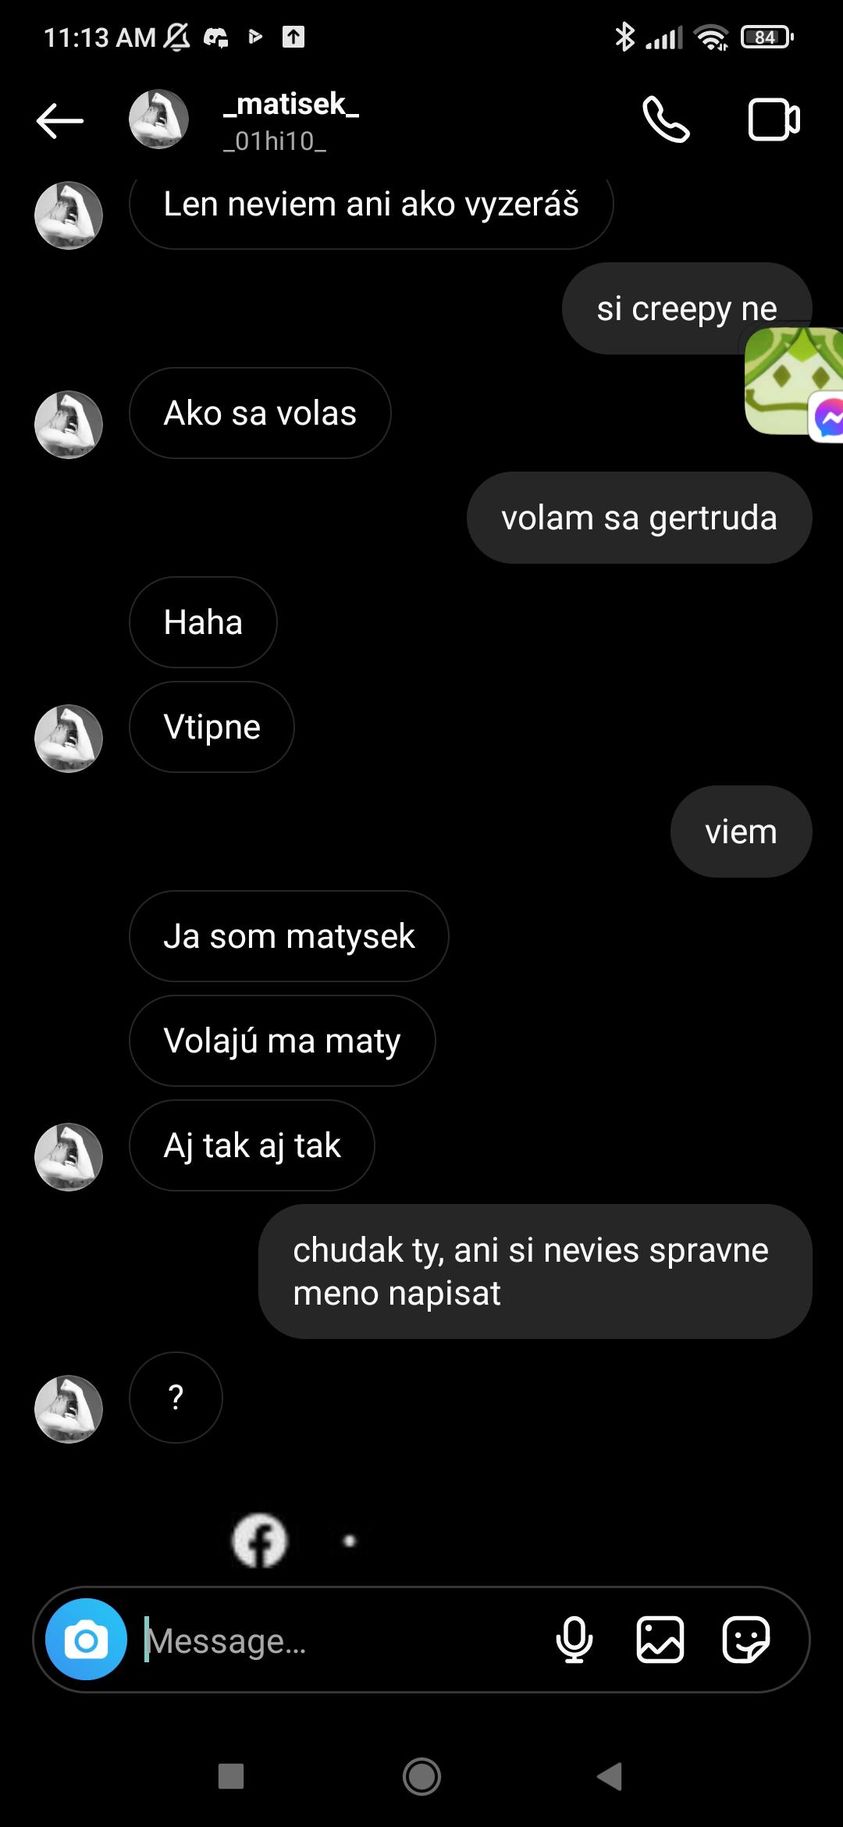 11:13 AM
84
_matisek_
_01hi10_
Len neviem ani ako vyzeráš
si creepy ne
Ako sa volas
volam sa gertruda
Haha
Vtipne
viem
Ja som matysek
Volajú ma maty
Aj tak aj tak
chudak ty, ani si nevies spravne
meno napisat
?
Message...